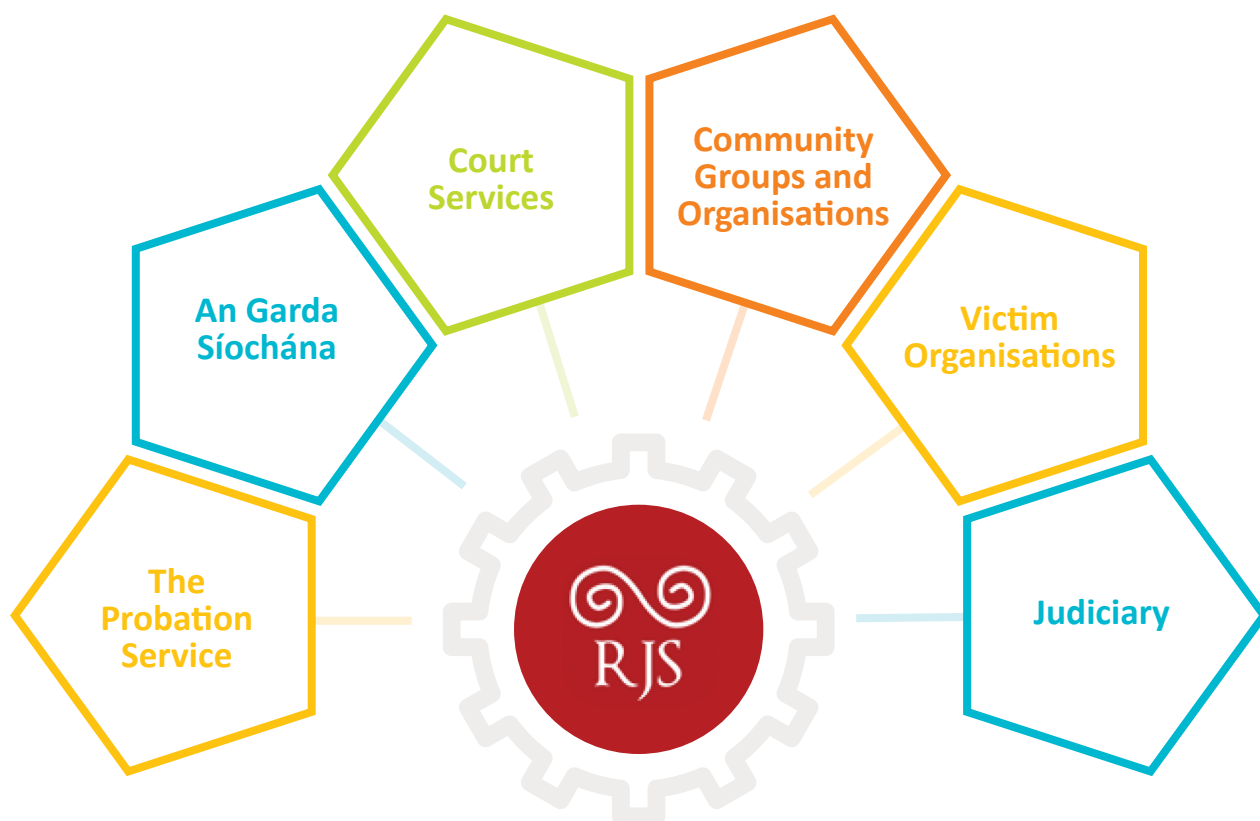 The
Probation
Service
An Garda
Síochána
Court
Services
Community
Groups and
Organisations
Victim
Organisations
Judiciary
RJS